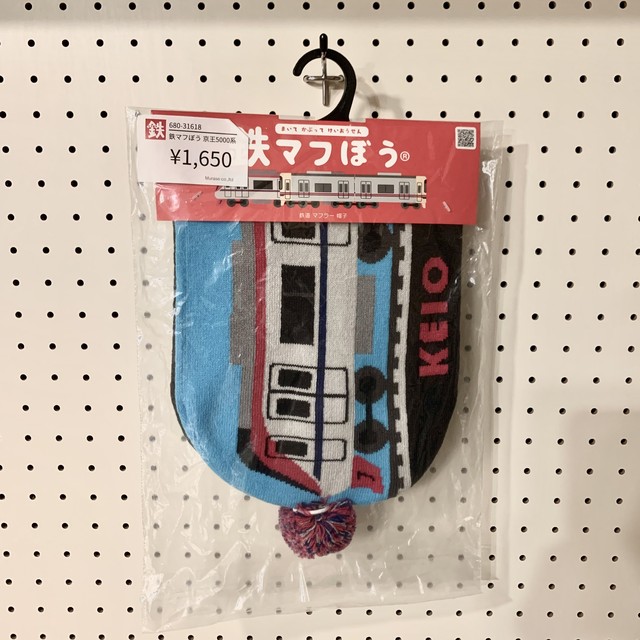 鉄
680-31618
鉄マフぼう 京王5000系
¥1,650
まいて かぶって けいおうせん
鉄マフぼう®
鉄道 マフラー 帽子
KEIO
1